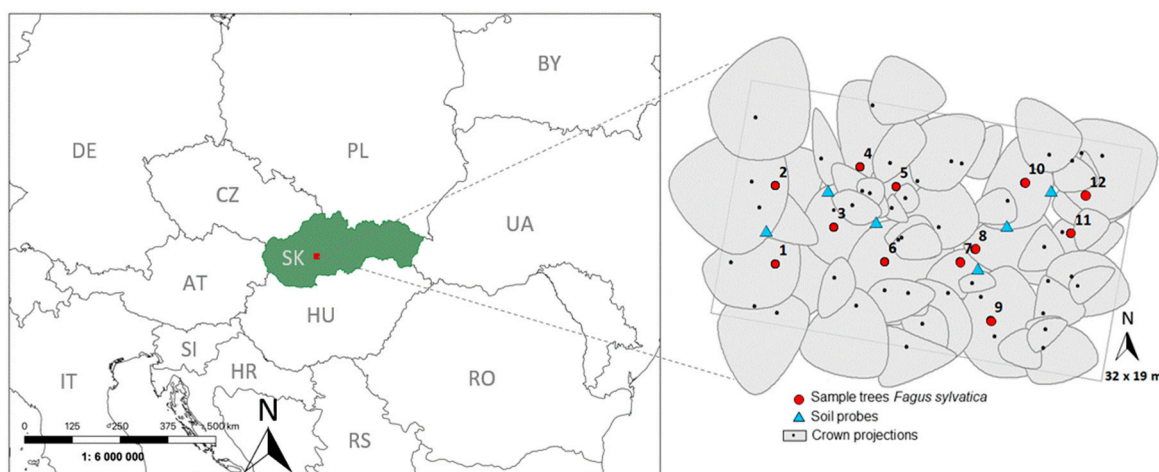 BY
DE
PL
CZ
UA
SK
AT
HU
SI
HR
IT
RO
RS
N
0 125 250 375 500 km
1: 6 000 000
1
2
3
4
5
6
7
8
9
10
11
12
N
32 x 19 m
Sample trees Fagus sylvatica
Soil probes
Crown projections